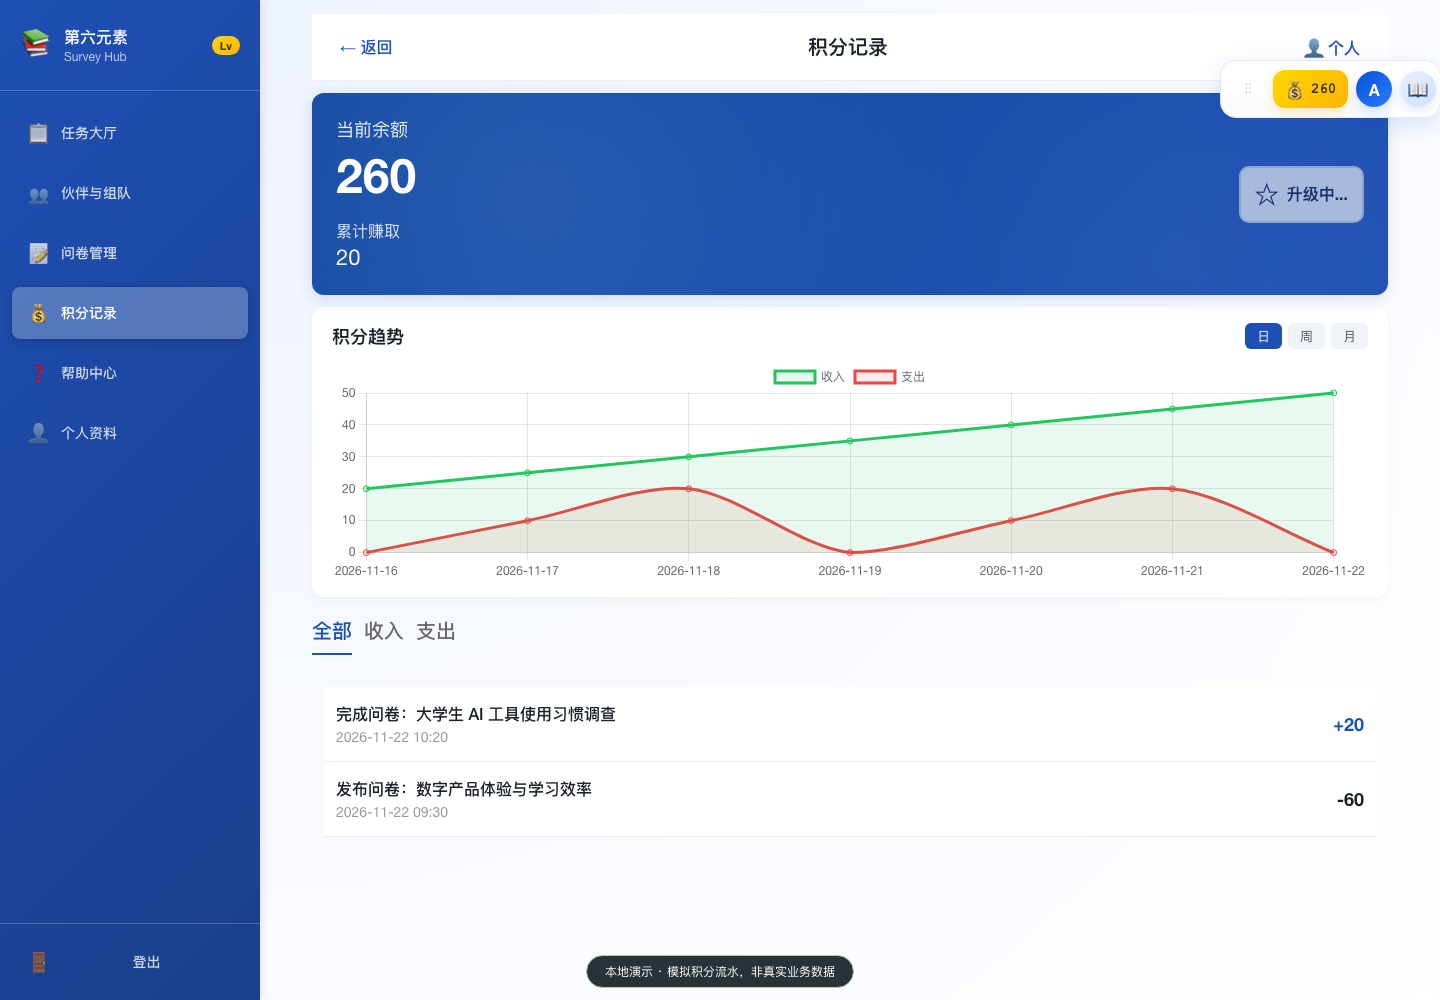 第六元素
Survey Hub
Lv
任务大厅
伙伴与组队
问卷管理
积分记录
帮助中心
个人资料
登出
← 返回
积分记录
个人
260
A
当前余额
260
累计赚取
20
☆ 升级中...
积分趋势
日
周
月
收入
支出
50
40
30
20
10
0
2026-11-16
2026-11-17
2026-11-18
2026-11-19
2026-11-20
2026-11-21
2026-11-22
全部
收入
支出
完成问卷：大学生 AI 工具使用习惯调查
2026-11-22 10:20
+20
发布问卷：数字产品体验与学习效率
2026-11-22 09:30
-60
本地演示 · 模拟积分流水，非真实业务数据